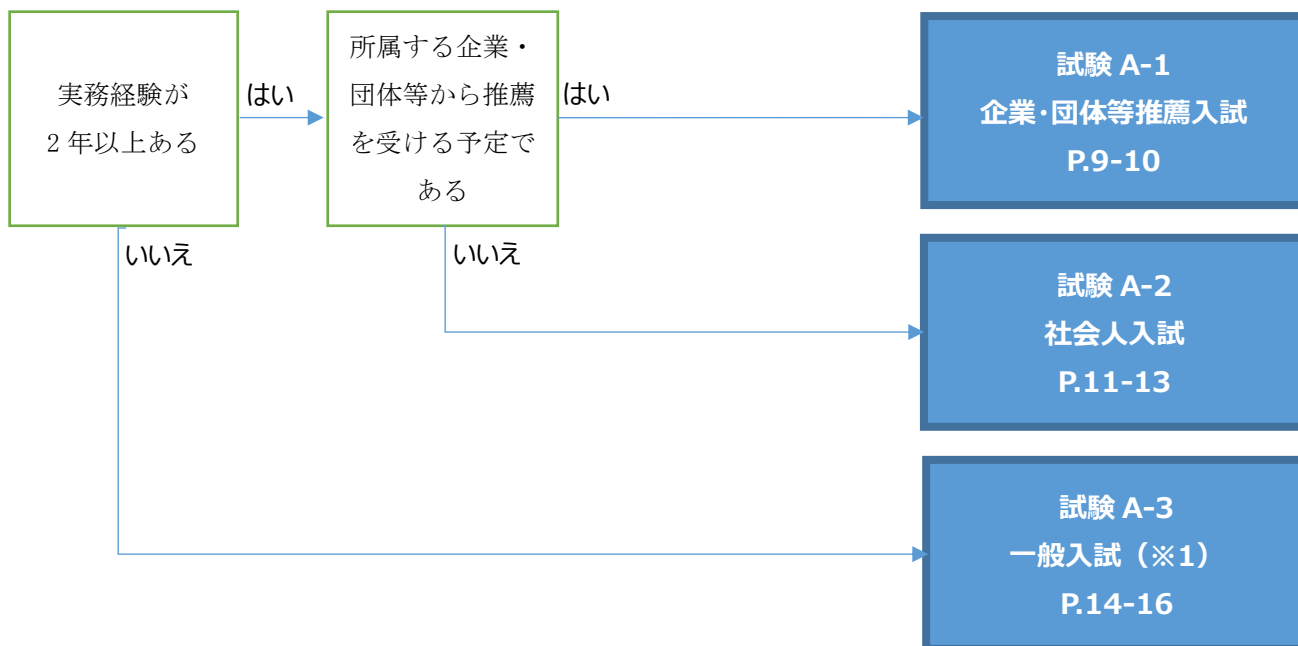 実務経験が
2年以上ある
はい
所属する企業・
団体等から推薦
を受ける予定で
ある
はい
試験 A-1
企業・団体等推薦入試
P.9-10
いいえ
いいえ
試験 A-2
社会人入試
P.11-13
試験 A-3
一般入試（※1）
P.14-16